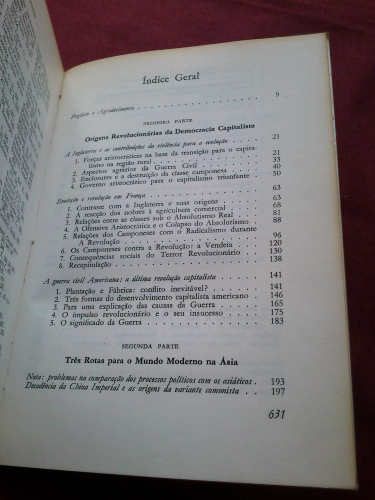 Índice Geral
Prefácio e Agradecimentos 9
PRIMEIRA PARTE
Origens Revolucionárias da Democracia Capitalista
A Inglaterra e as contribuições da violência para a evolução 21
1. Forças aristocráticas na base da transição para o capita-
lismo na região rural 21
2. Aspectos agrários da Guerra Civil 33
3. Enclosures e a destruição da classe camponesa 40
4. Governo aristocrático para o capitalismo triunfante 50
Evolução e revolução em França 63
1. Contraste com a Inglaterra e suas origens 63
2. A reacção dos nobres à agricultura comercial 68
3. Relações entre as classes sob o Absolutismo Real 81
4. A Ofensiva Aristocrática e o Colapso do Absolutismo 88
5. Relações dos Camponeses com o Radicalismo durante
A Revolução 96
6. Os Camponeses contra a Revolução: a Vendeia 120
7. Consequências sociais do Terror Revolucionário 130
8. Recapitulação 138
A guerra civil Americana: a última revolução capitalista 141
1. Plantação e Fábrica: conflito inevitável? 141
2. Três formas do desenvolvimento capitalista americano 146
3. Para uma explicação das causas da Guerra 165
4. O impulso revolucionário e o seu insucesso 175
5. O significado da Guerra 183
SEGUNDA PARTE
Três Rotas para o Mundo Moderno na Ásia
Nota: problemas na comparação dos processos políticos com os asiáticos 193
Decadência da China Imperial e as origens da variante comunista 197
631